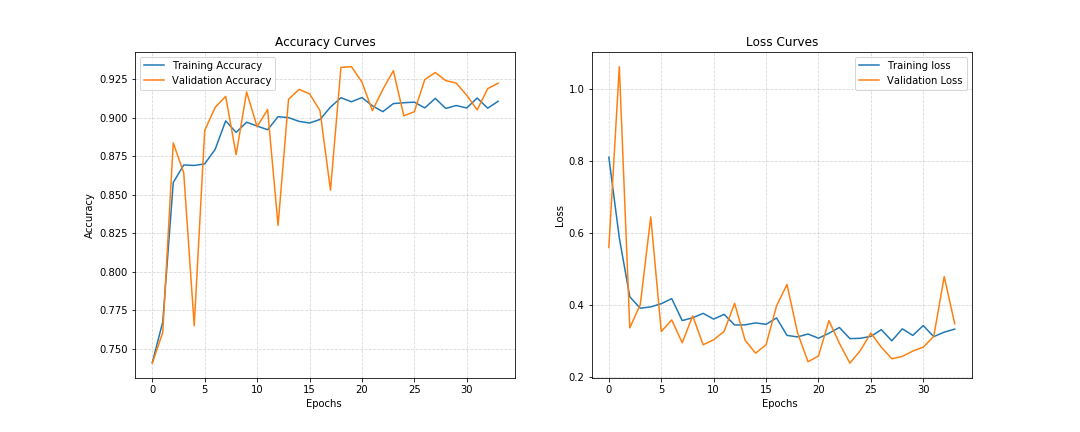 Accuracy Curves
Training Accuracy
Validation Accuracy
0.925
0.900
0.875
0.850
0.825
0.800
0.775
0.750
Accuracy
0 5 10 15 20 25 30
Epochs
Loss Curves
Training loss
Validation Loss
1.0
0.8
0.6
0.4
0.2
Loss
0 5 10 15 20 25 30
Epochs